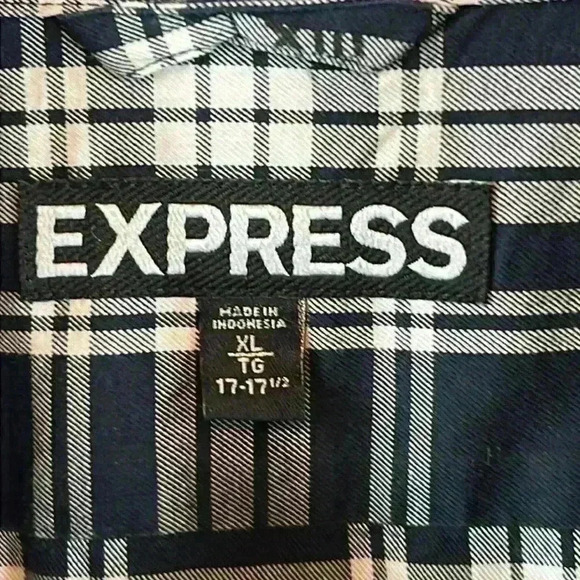 EXPRESS
MADE IN
INDONESIA
XL
TG
17-17 1/2